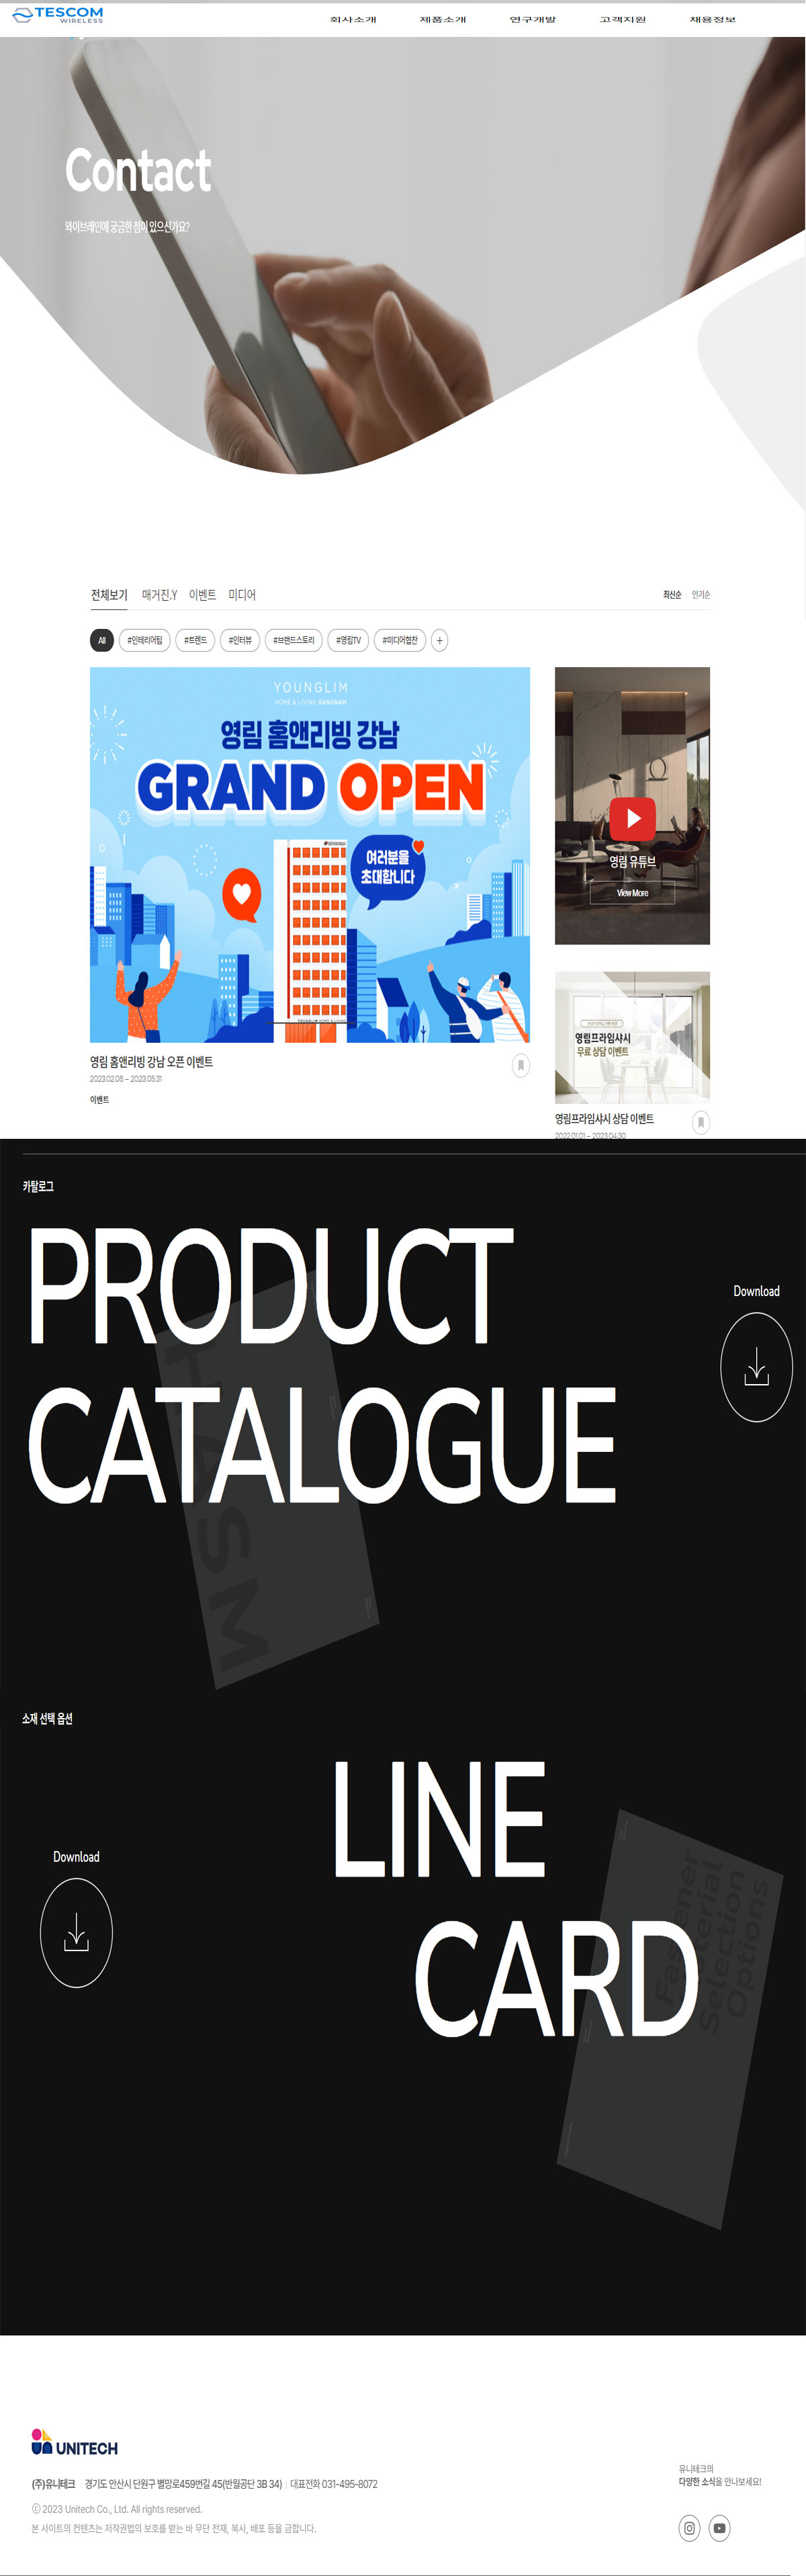 TESCOM
WIRELESS
회사소개
제품소개
연구개발
고객지원
채용정보
Contact
와이브레인에 궁금한 점이 있으신가요?
전체보기
매거진.Y
이벤트
미디어
최신순
인기순
All
#인테리어팁
#트렌드
#인터뷰
#브랜드스토리
#영림TV
#미디어협찬
+
YOUNGLIM
HOME & LIVING GANGNAM
영림 홈앤리빙 강남
GRAND OPEN
여러분을
초대합니다
영림 유튜브
View More
영림프라임샤시
무료 상담 이벤트
영림 홈앤리빙 강남 오픈 이벤트
2023.02.08 ~ 2023.05.31
이벤트
영림프라임샤시 상담 이벤트
2022.01.01 ~ 2023.04.30
카탈로그
PRODUCT
CATALOGUE
Download
HASM
소재 선택 옵션
LINE
CARD
Download
Fastener
Material
Selection
Options
UNITECH
(주)유니테크 경기도 안산시 단원구 별망로459번길 45(반월공단 3B 34) | 대표전화 031-495-8072
ⓒ 2023 Unitech Co., Ltd. All rights reserved.
본 사이트의 컨텐츠는 저작권법의 보호를 받는 바 무단 전재, 복사, 배포 등을 금합니다.
유니테크의
다양한 소식을 만나보세요!